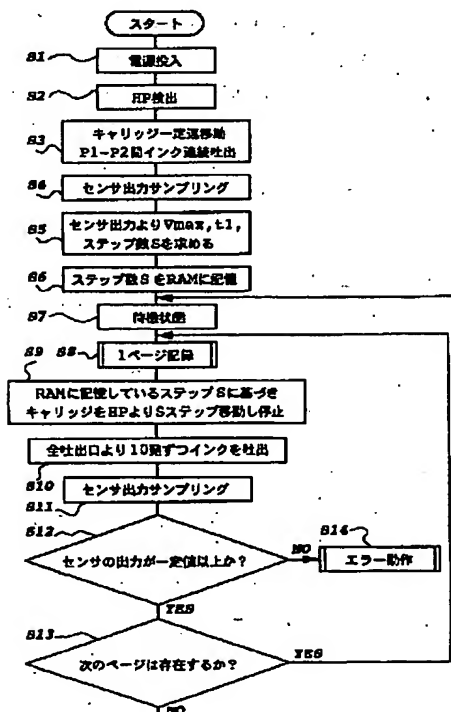 スタート
S1
電源投入
S2
HP検出
S3
キャリッジ一定速移動
P1-P2間インク連続吐出
S4
センサ出力サンプリング
S5
センサ出力よりVmax,t1,
ステップ数Sを求める
S6
ステップ数SをRAMに記憶
S7
待機状態
S8
1ページ記録
S9
RAMに記憶しているステップSに基づき
キャリッジをHPよりSステップ移動し停止
全吐出口より10発ずつインクを吐出
S10
センサ出力サンプリング
S11
S12
センサの出力が一定値以上か?
NO
S14
エラー動作
YES
S13
次のページは存在するか?
YES
NO